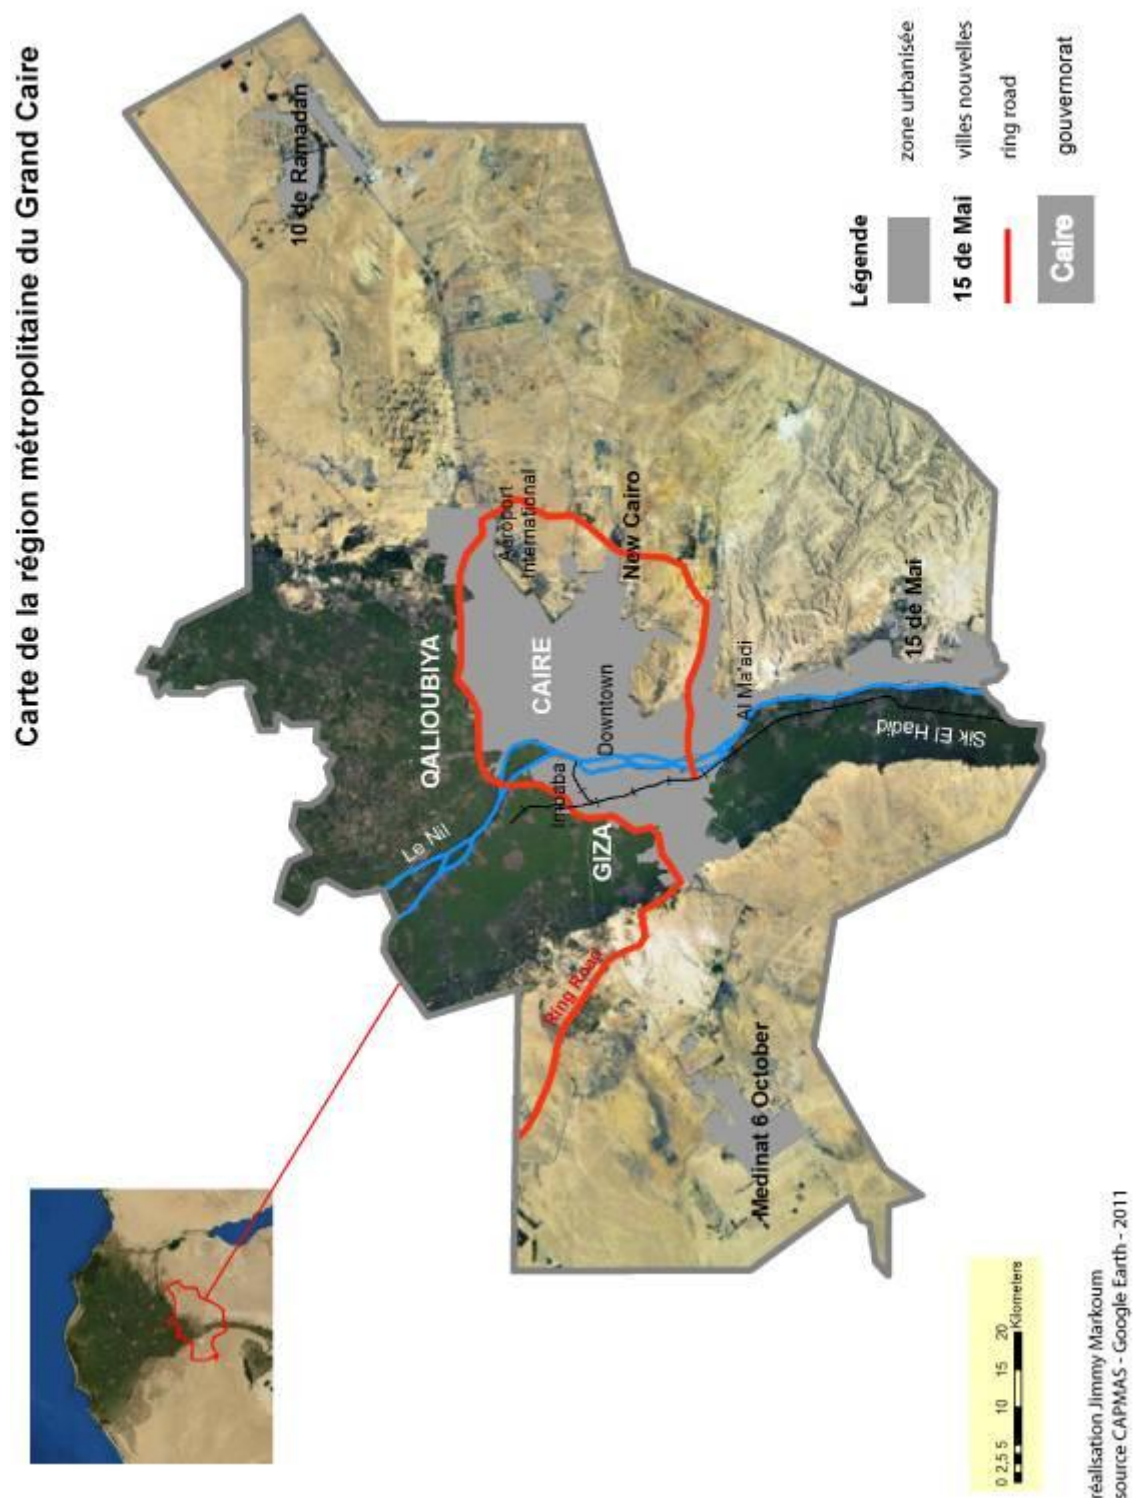 Carte de la région métropolitaine du Grand Caire
10 de Ramadan
QALIOUBIYA
Le Nil
Aéroport
International
CAIRE
Imbaba
Downtown
New Cairo
GIZA
Ring Road
Al Ma'adi
Medinat 6 October
15 de Mai
Sik El Hadid
Légende
zone urbanisée
15 de Mai
villes nouvelles
ring road
Caire
gouvernorat
0 2,5 5 10 15 20
Kilometers
réalisation Jimmy Markoum
source CAPMAS - Google Earth - 2011